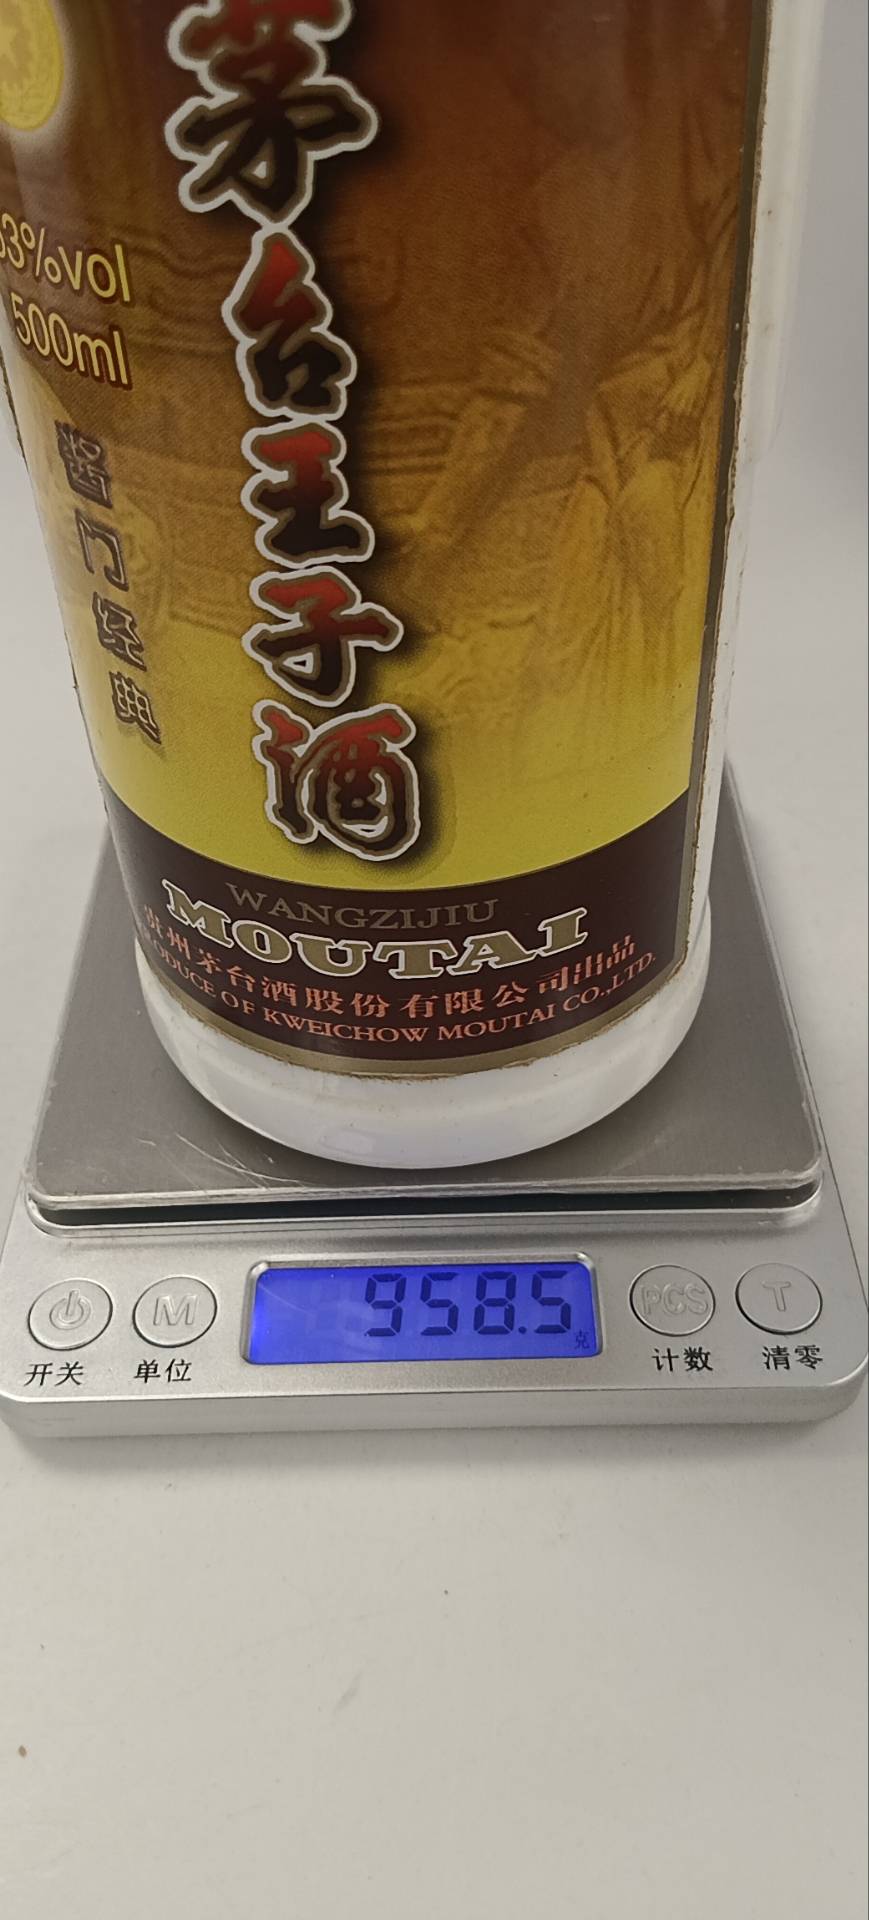 茅台王子酒
3%vol
500ml
酱门经典
WANGZIJIU
MOUTAI
贵州茅台酒股份有限公司出品
PRODUCE OF KWEICHOW MOUTAI CO.,LTD.
958.5
克
M
PCS
T
开关
单位
计数
清零